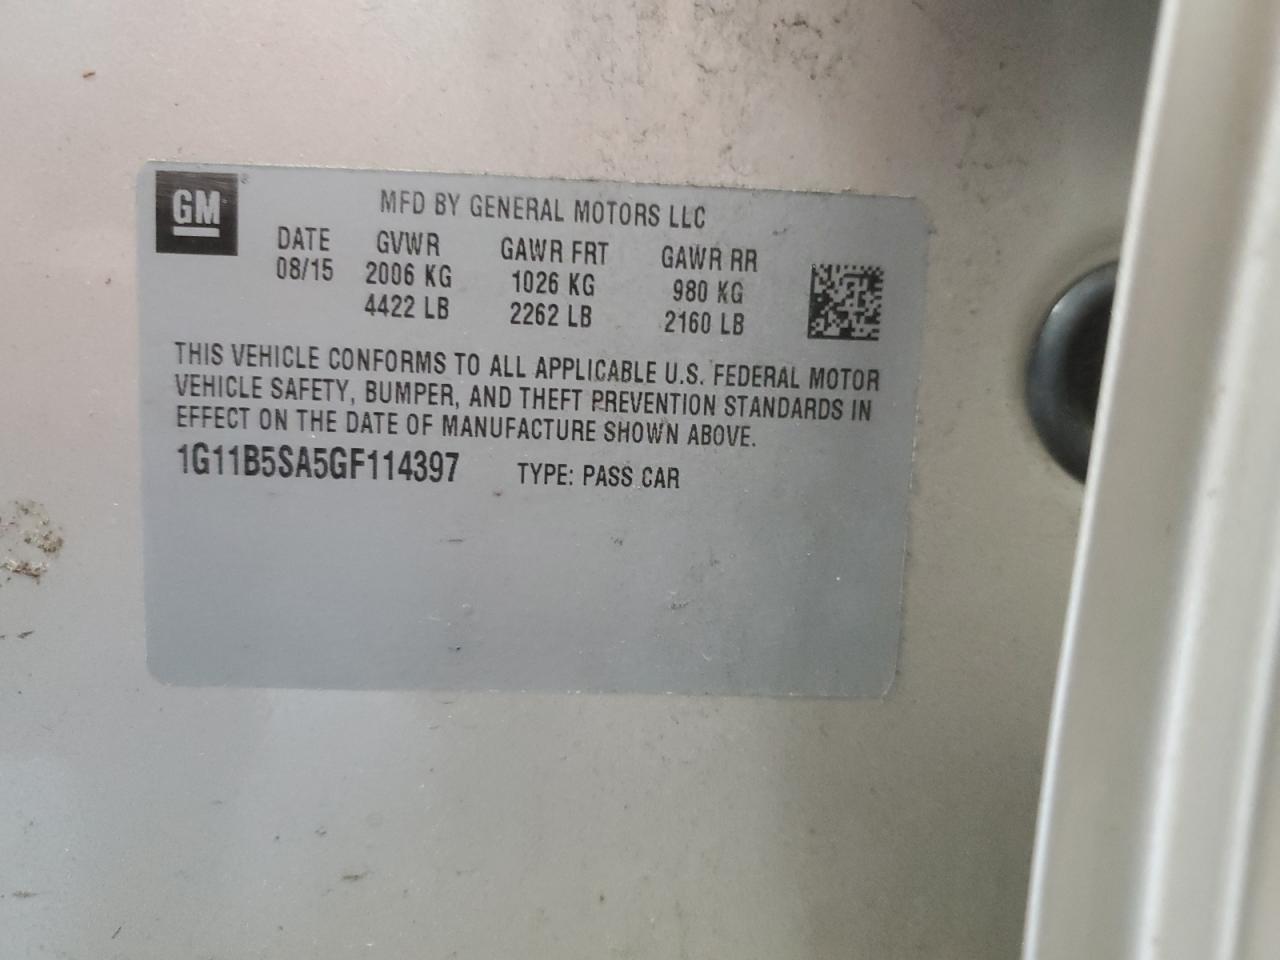 GM
MFD BY GENERAL MOTORS LLC
DATE GVWR GAWR FRT GAWR RR
08/15 2006 KG 1026 KG 980 KG
4422 LB 2262 LB 2160 LB
THIS VEHICLE CONFORMS TO ALL APPLICABLE U.S. FEDERAL MOTOR
VEHICLE SAFETY, BUMPER, AND THEFT PREVENTION STANDARDS IN
EFFECT ON THE DATE OF MANUFACTURE SHOWN ABOVE.
1G11B5SA5GF114397 TYPE: PASS CAR